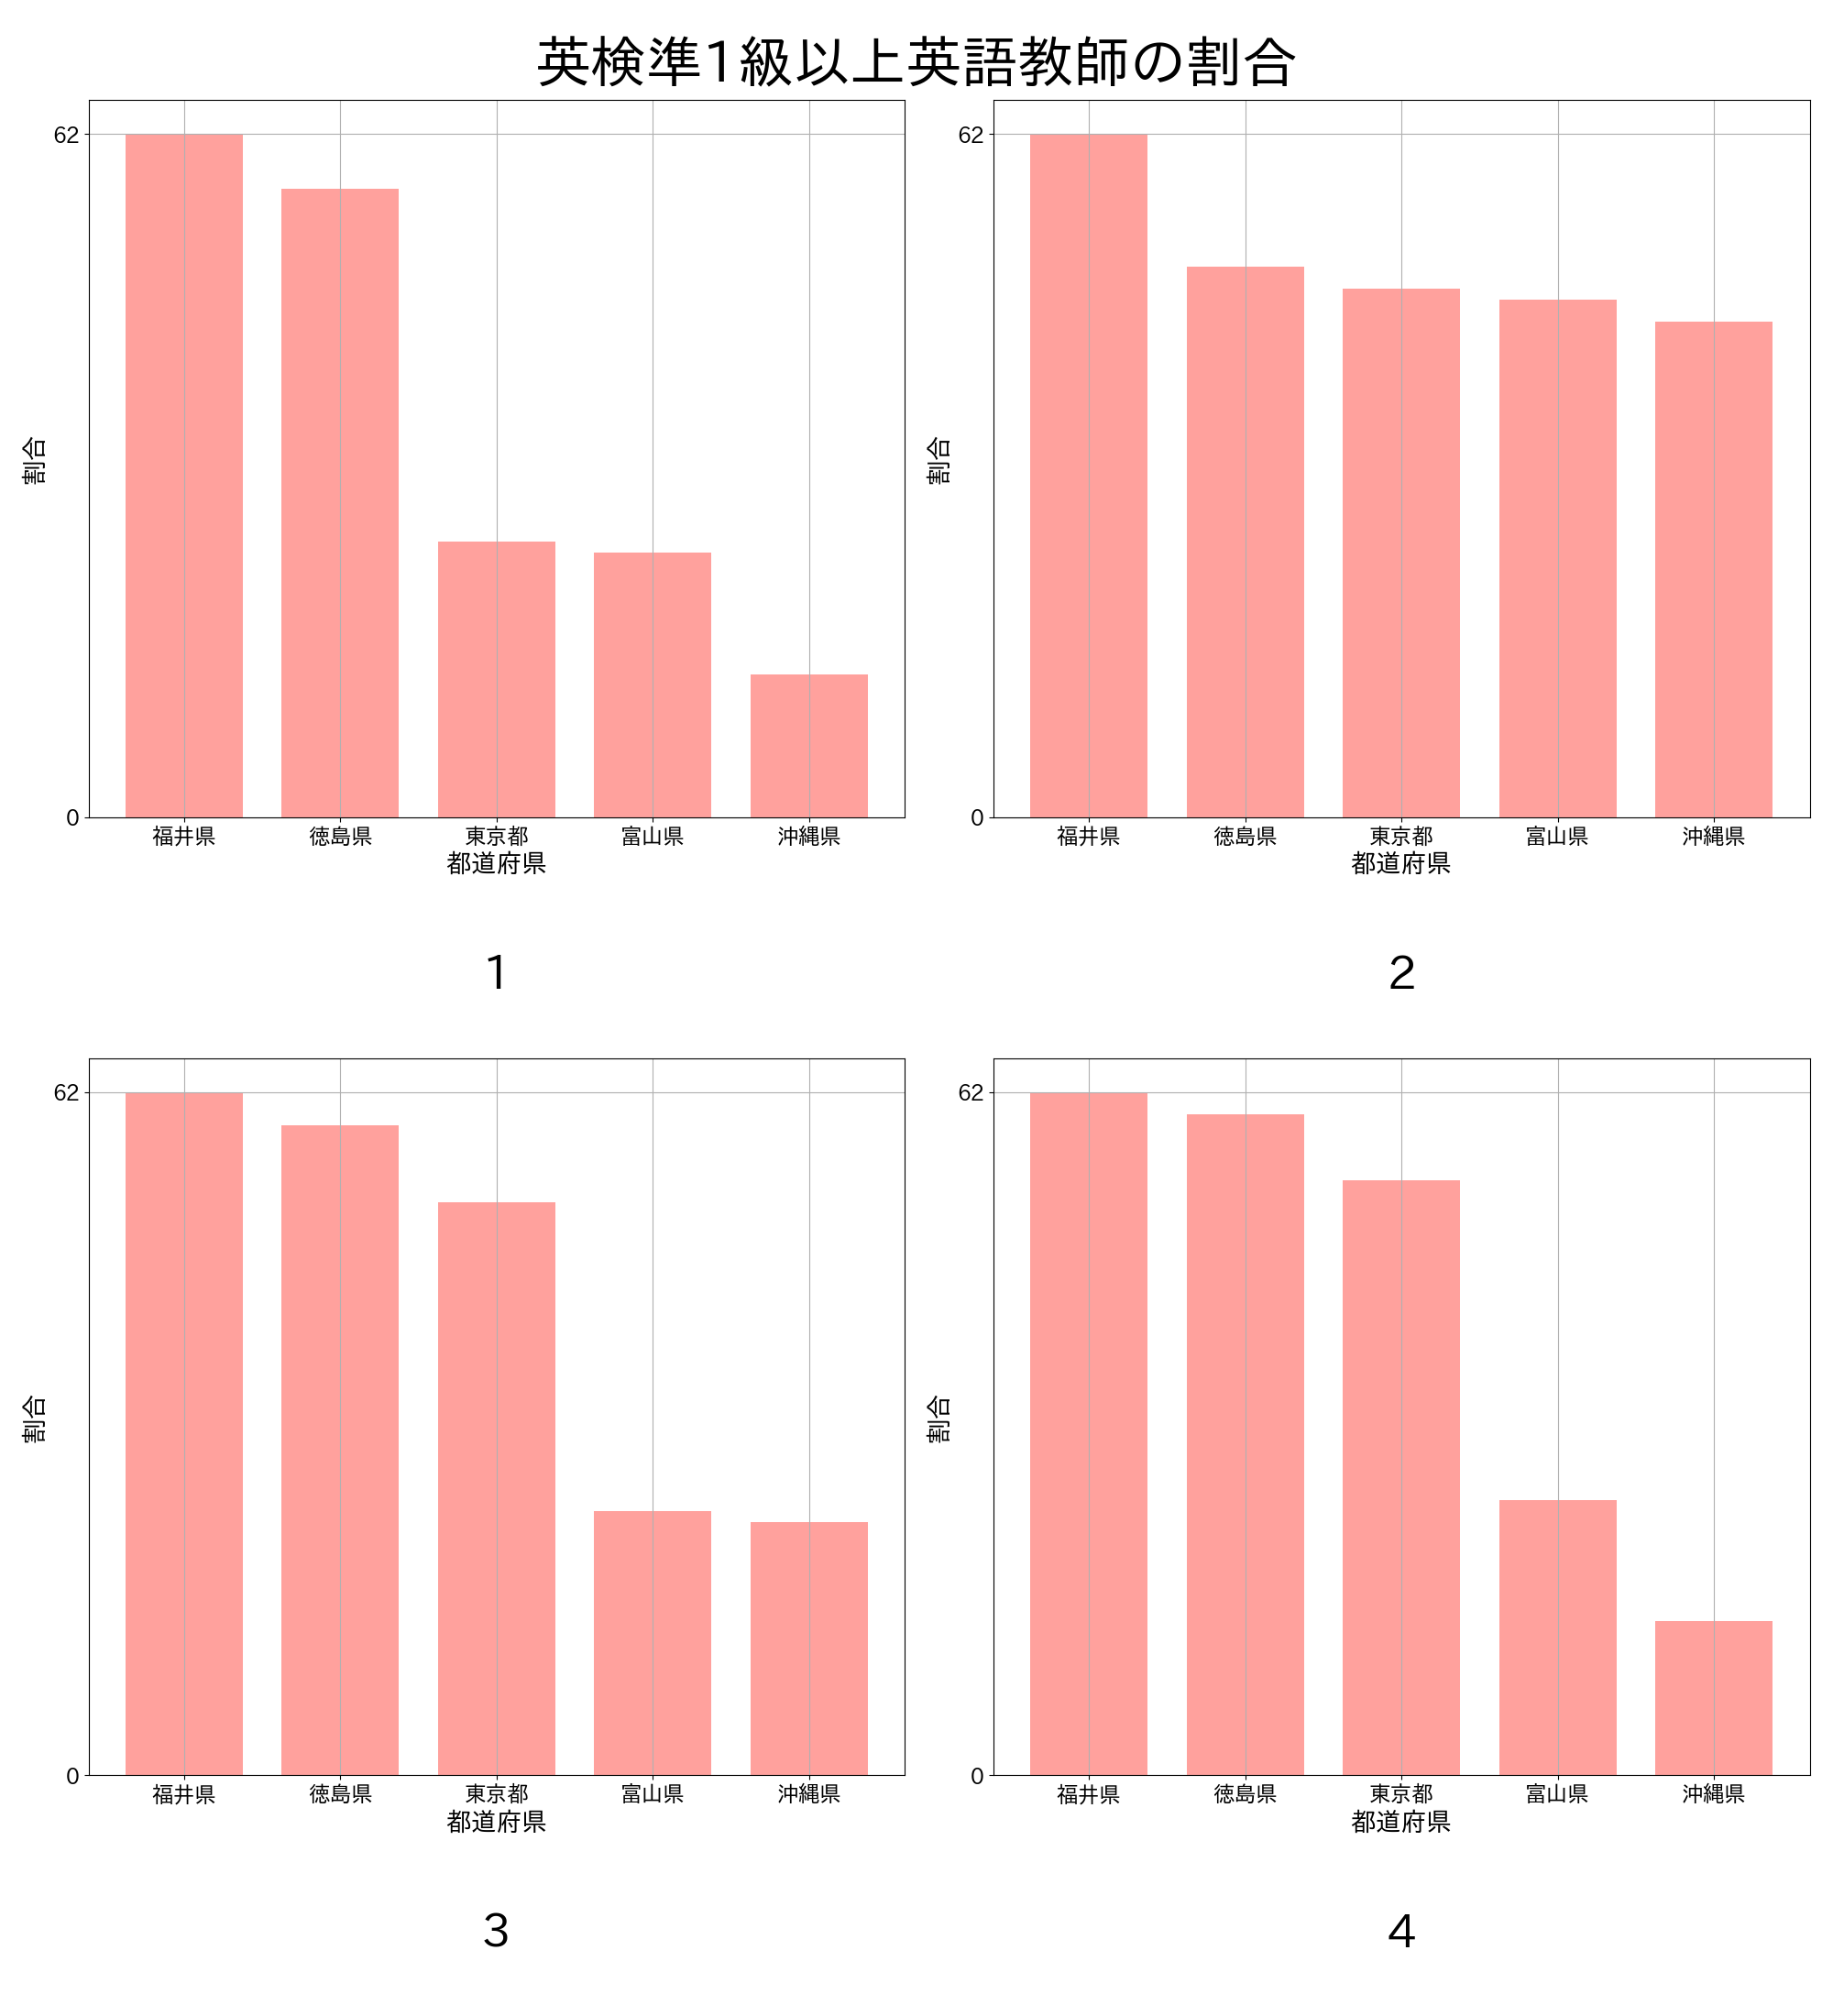 英検準1級以上英語教師の割合
62
0
割合
福井県 徳島県 東京都 富山県 沖縄県
都道府県
1
62
0
割合
福井県 徳島県 東京都 富山県 沖縄県
都道府県
2
62
0
割合
福井県 徳島県 東京都 富山県 沖縄県
都道府県
3
62
0
割合
福井県 徳島県 東京都 富山県 沖縄県
都道府県
4